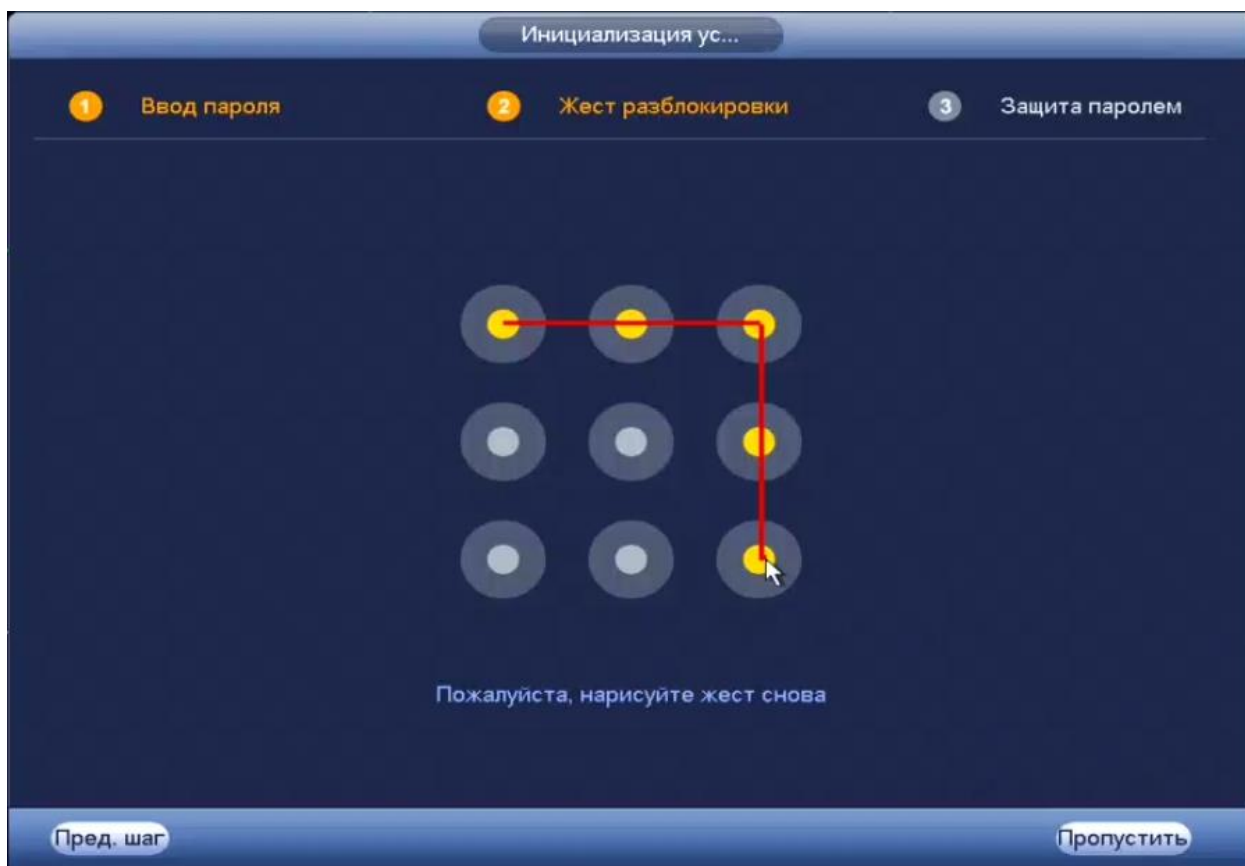 Инициализация ус...
1 Ввод пароля 2 Жест разблокировки 3 Защита паролем
Пожалуйста, нарисуйте жест снова
Пред. шаг Пропустить